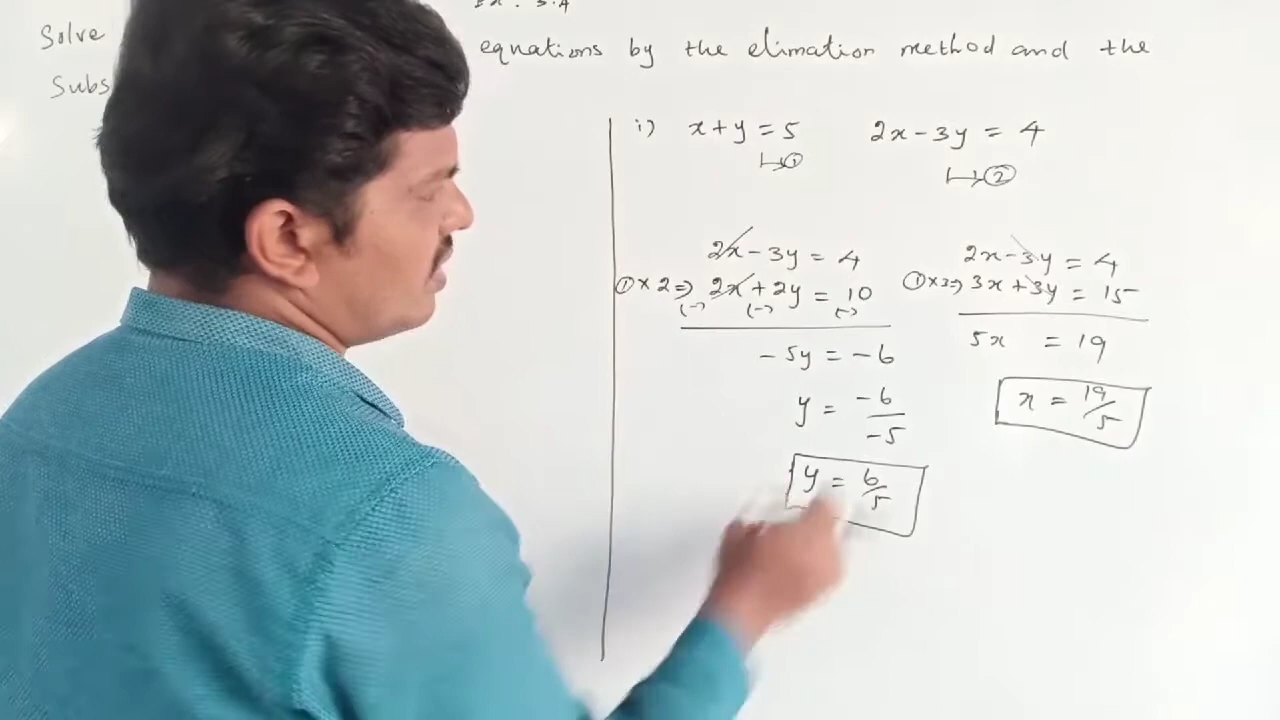 Ex : 3.4
Solve equations by the elimation method and the
Subs
i) x + y = 5 2x - 3y = 4
↳① ↳②
2x - 3y = 4 2x - 3y = 4
① × 2 ⇒ 2x + 2y = 10 ① × 3 ⇒ 3x + 3y = 15
(-) (-) (-)
-5y = -6 5x = 19
y = -6/-5 x = 19/5
y = 6/5